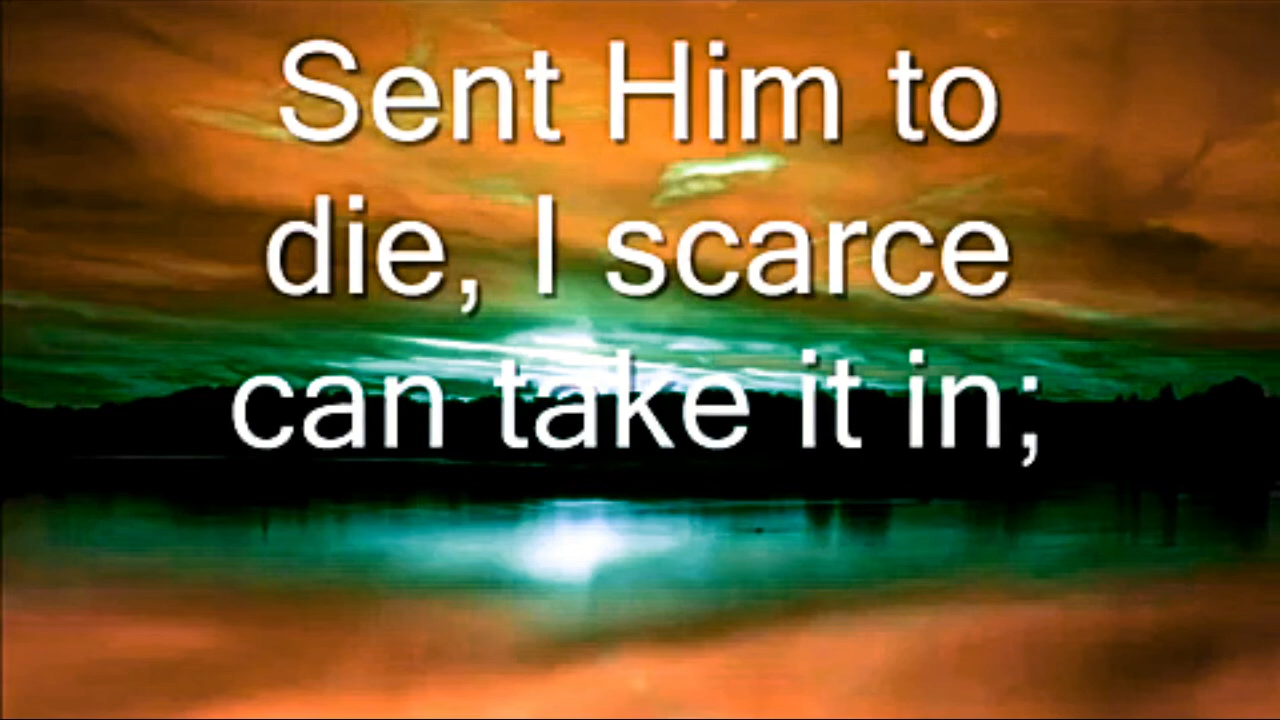 Sent Him to
die, I scarce
can take it in;